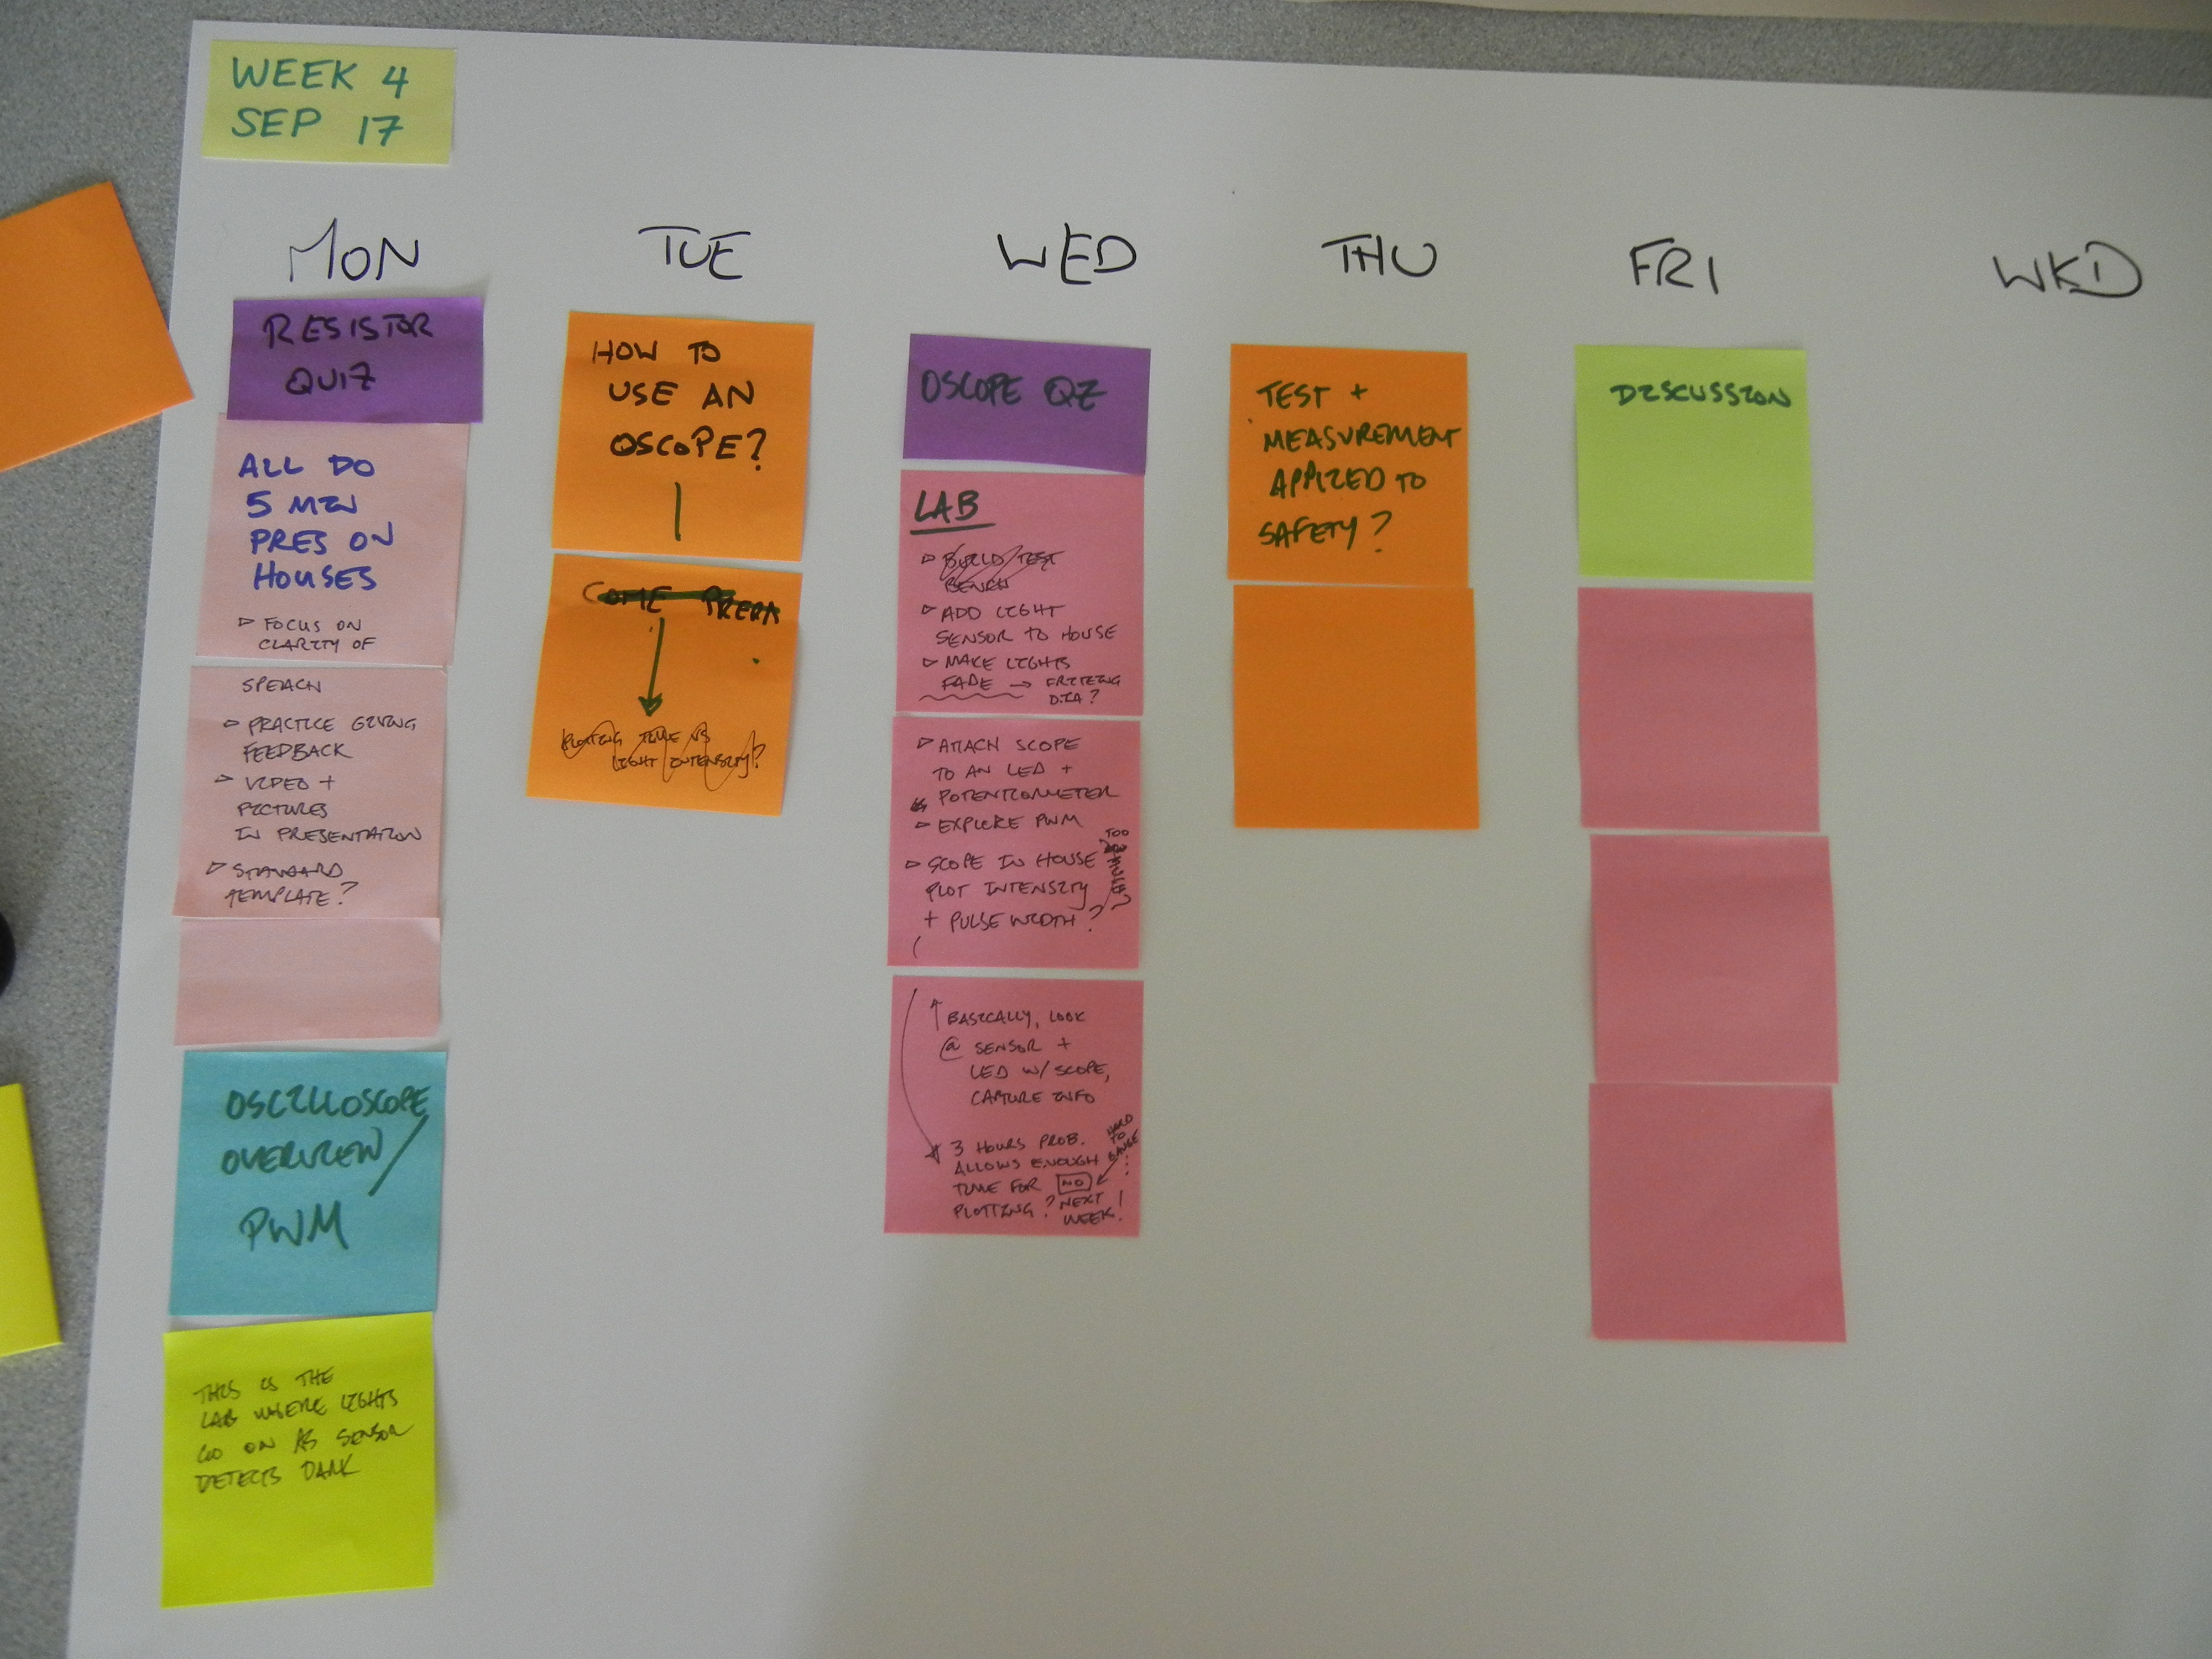 WEEK 4
SEP 17
MON
RESISTOR
QUIZ
ALL DO
5 MIN
PRES ON
HOUSES
▷ FOCUS ON
CLARITY OF
SPEACH
▷ PRACTICE GIVING
FEEDBACK
▷ VIDEO +
PICTURES
IN PRESENTATION
▷ STANDARD
TEMPLATE?
OSCILLOSCOPE
OVERVIEW/
PWM
THIS IS THE
LAB WHERE LIGHTS
GO ON AS SENSOR
DETECTS DARK
TUE
HOW TO
USE AN
OSCOPE?
COME PREPA
PLOTTING TIME VS
LIGHT INTENSITY?
WED
OSCOPE QZ
LAB
▷ BUILD TEST
BENCH
▷ ADD LIGHT
SENSOR TO HOUSE
▷ MAKE LIGHTS
FADE → FRITZING
DIA?
▷ ATTACH SCOPE
TO AN LED +
POTENTIOMETER
▷ EXPLORE PWM
▷ SCOPE IN HOUSE
PLOT INTENSITY
+ PULSE WIDTH?
TOO
MUCH?
↑ BASICALLY, LOOK
@ SENSOR +
LED W/ SCOPE,
CAPTURE INFO
3 HOURS PROB.
ALLOWS ENOUGH
TIME FOR
PLOTTING?
NO
NEXT
WEEK!
HARD
TO
GAUGE
THU
TEST +
MEASUREMENT
APPLIED TO
SAFETY?
FRI
DISCUSSION
WKD